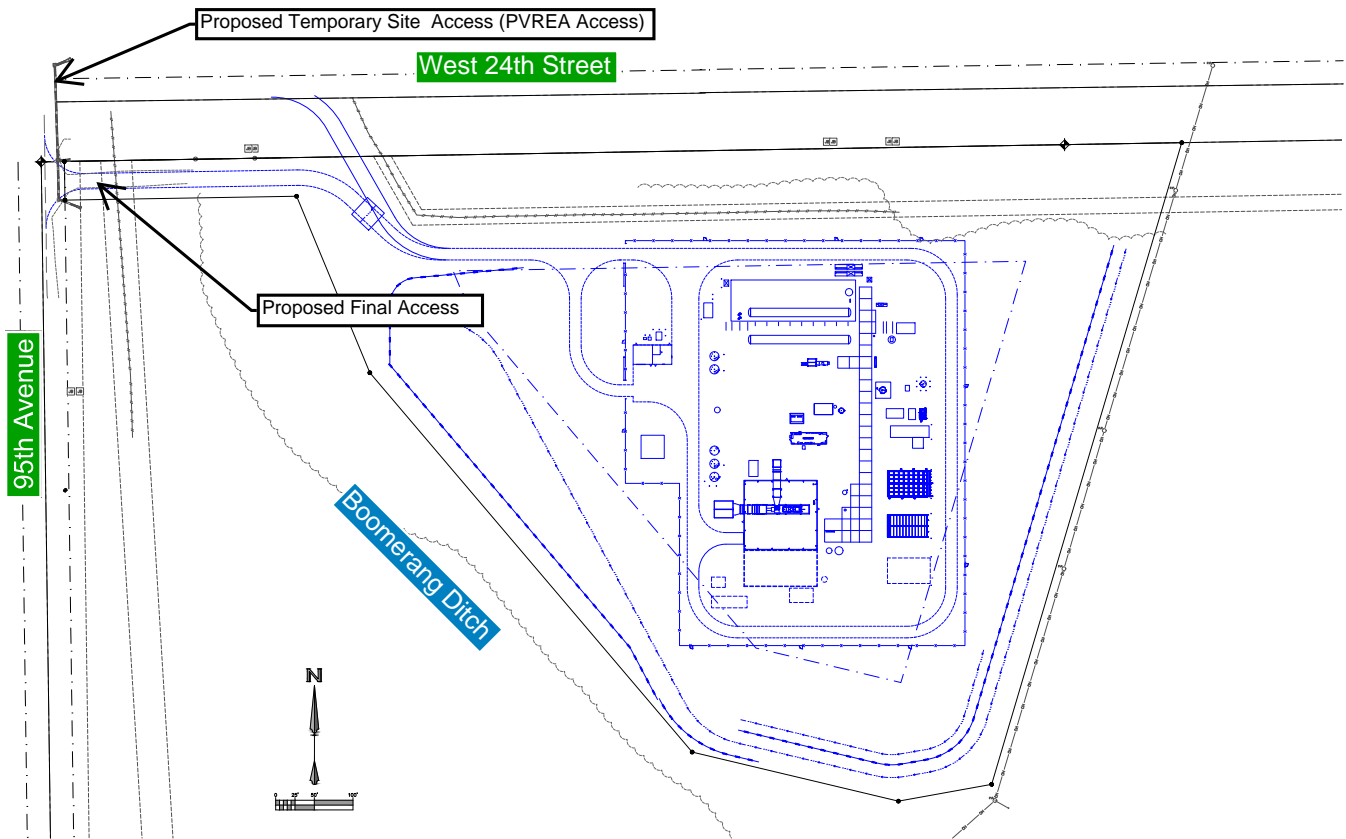 Proposed Temporary Site Access (PVREA Access)
West 24th Street
Proposed Final Access
95th Avenue
Boomerang Ditch
N
0 25' 50' 100'